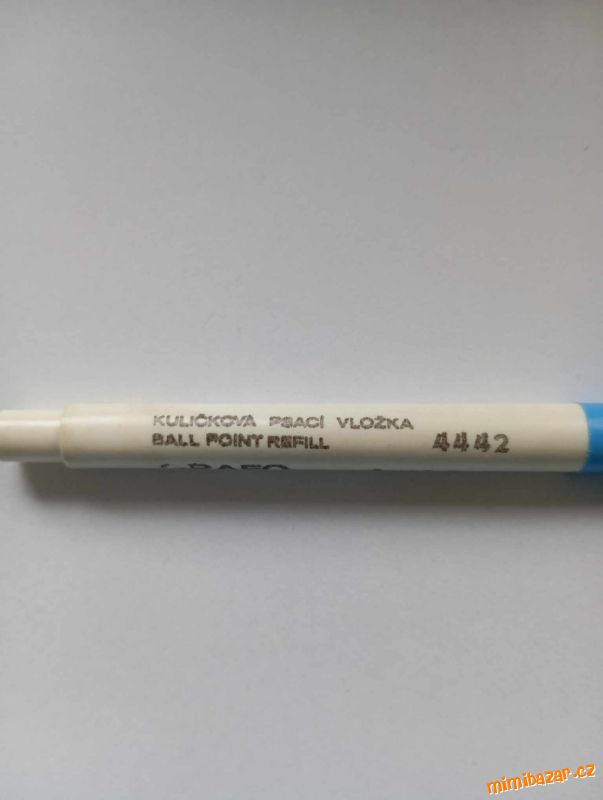 KULIČKOVÁ PSACÍ VLOŽKA
BALL POINT REFILL 4442
mimibazar.cz